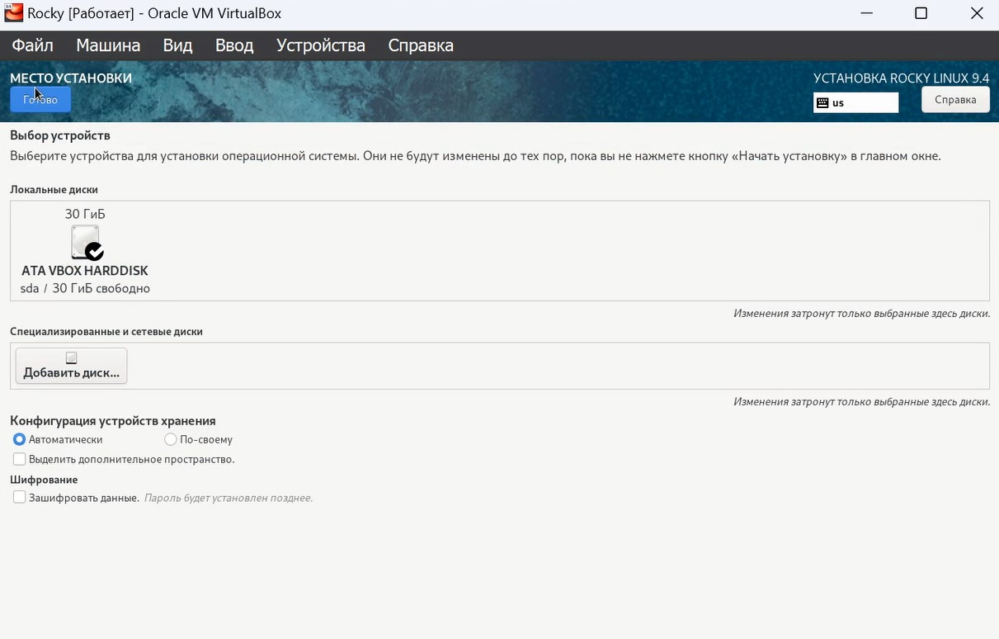 Rocky [Работает] - Oracle VM VirtualBox
Файл Машина Вид Ввод Устройства Справка
МЕСТО УСТАНОВКИ
УСТАНОВКА ROCKY LINUX 9.4
Готово
us
Справка
Выбор устройств
Выберите устройства для установки операционной системы. Они не будут изменены до тех пор, пока вы не нажмете кнопку «Начать установку» в главном окне.
Локальные диски
30 ГиБ
ATA VBOX HARDDISK
sda / 30 ГиБ свободно
Изменения затронут только выбранные здесь диски.
Специализированные и сетевые диски
Добавить диск...
Изменения затронут только выбранные здесь диски.
Конфигурация устройств хранения
Автоматически По-своему
Выделить дополнительное пространство.
Шифрование
Зашифровать данные. Пароль будет установлен позднее.